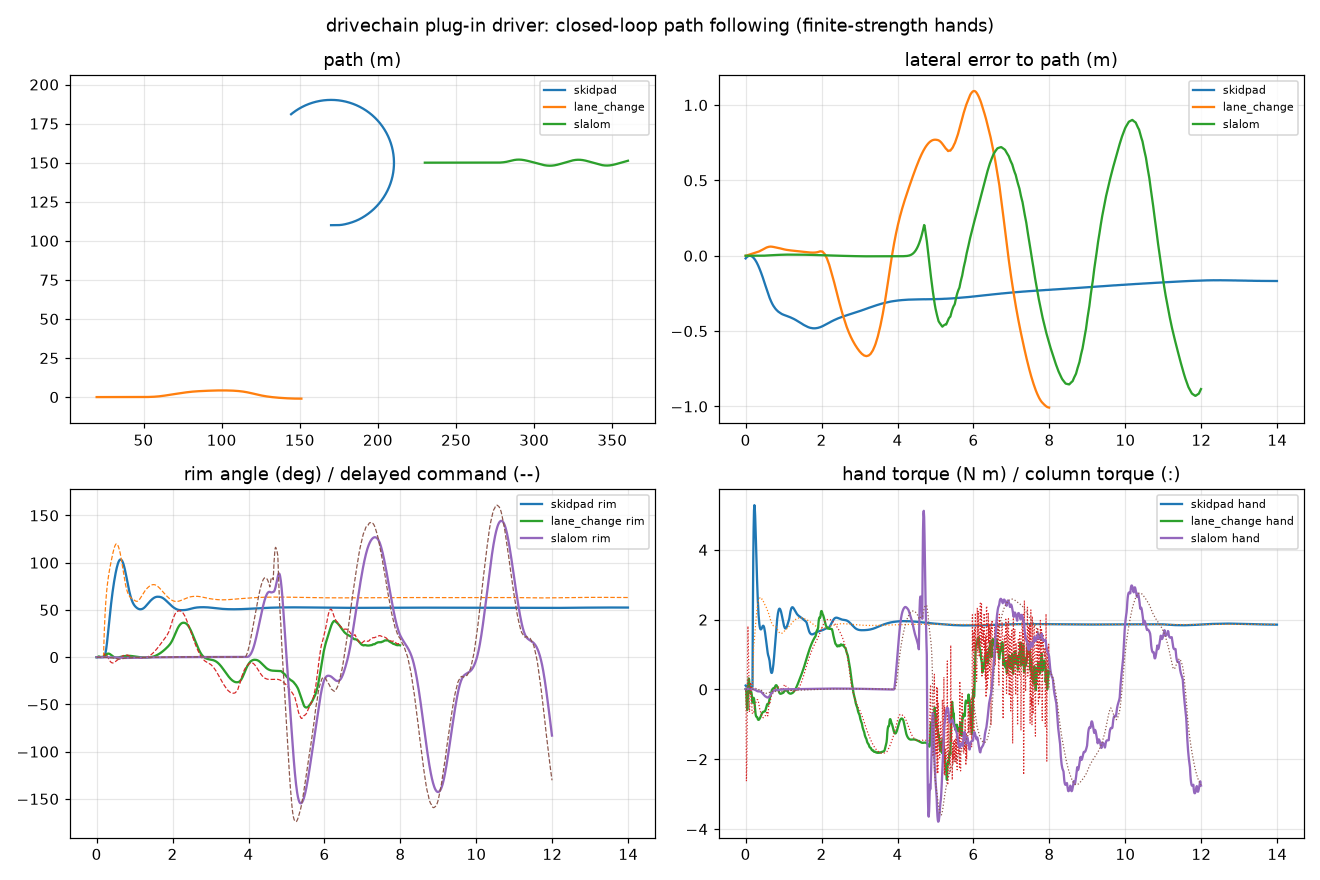 drivechain plug-in driver: closed-loop path following (finite-strength hands)
path (m)
200
175
150
125
100
75
50
25
0
50 100 150 200 250 300 350
skidpad
lane_change
slalom
lateral error to path (m)
1.0
0.5
0.0
−0.5
−1.0
0 2 4 6 8 10 12 14
skidpad
lane_change
slalom
rim angle (deg) / delayed command (--)
150
100
50
0
−50
−100
−150
0 2 4 6 8 10 12 14
skidpad rim
lane_change rim
slalom rim
hand torque (N m) / column torque (:)
4
2
0
−2
−4
0 2 4 6 8 10 12 14
skidpad hand
lane_change hand
slalom hand